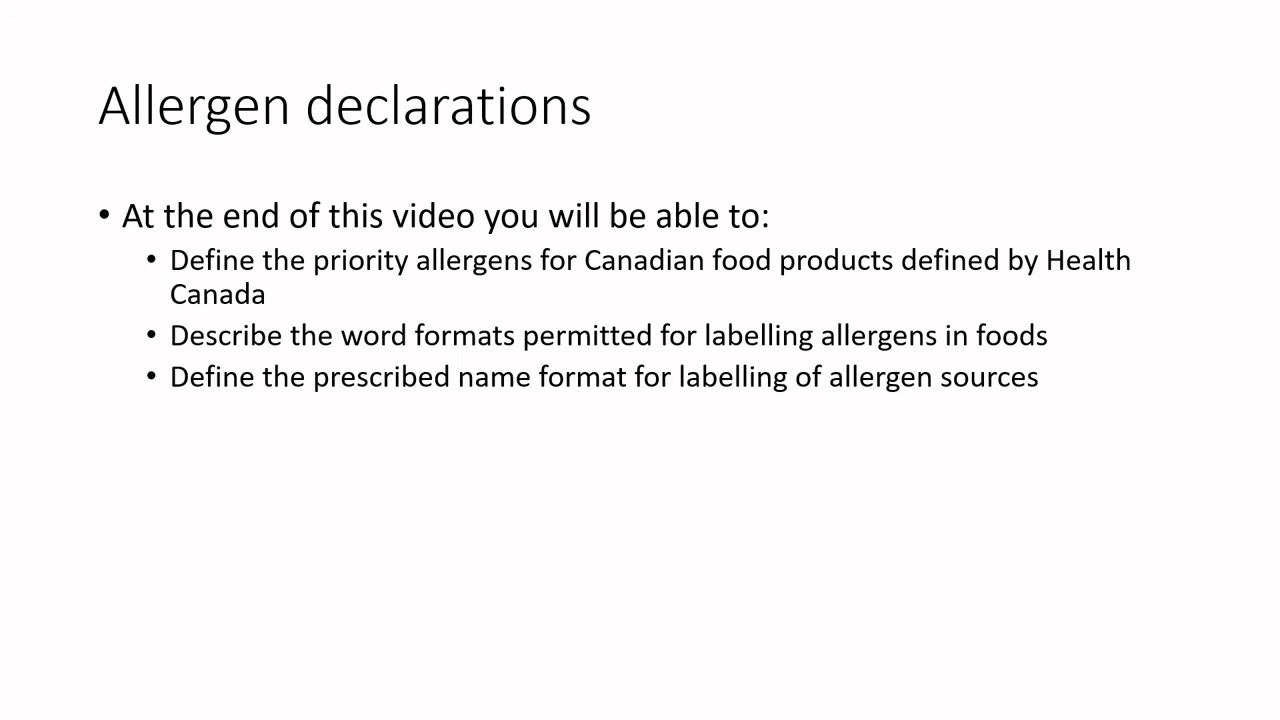 Allergen declarations
• At the end of this video you will be able to:
• Define the priority allergens for Canadian food products defined by Health
Canada
• Describe the word formats permitted for labelling allergens in foods
• Define the prescribed name format for labelling of allergen sources